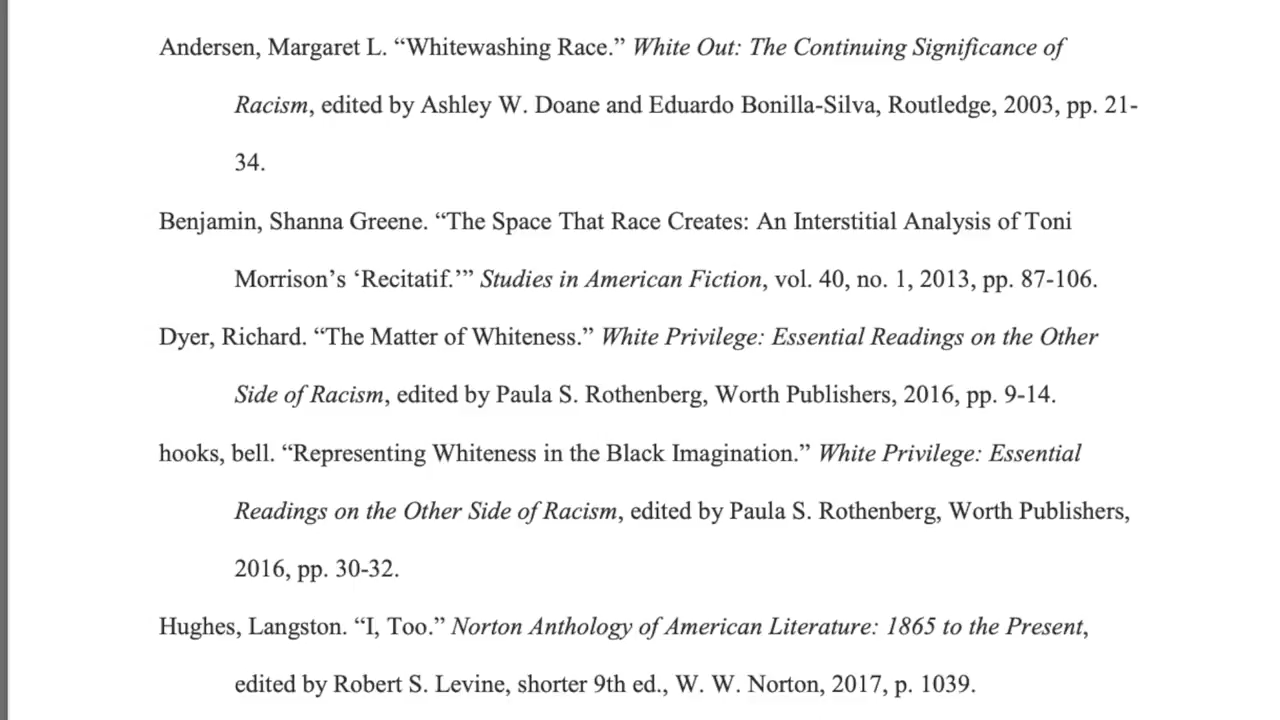 Andersen, Margaret L. “Whitewashing Race.” White Out: The Continuing Significance of
Racism, edited by Ashley W. Doane and Eduardo Bonilla-Silva, Routledge, 2003, pp. 21-
34.
Benjamin, Shanna Greene. “The Space That Race Creates: An Interstitial Analysis of Toni
Morrison’s ‘Recitatif.’” Studies in American Fiction, vol. 40, no. 1, 2013, pp. 87-106.
Dyer, Richard. “The Matter of Whiteness.” White Privilege: Essential Readings on the Other
Side of Racism, edited by Paula S. Rothenberg, Worth Publishers, 2016, pp. 9-14.
hooks, bell. “Representing Whiteness in the Black Imagination.” White Privilege: Essential
Readings on the Other Side of Racism, edited by Paula S. Rothenberg, Worth Publishers,
2016, pp. 30-32.
Hughes, Langston. “I, Too.” Norton Anthology of American Literature: 1865 to the Present,
edited by Robert S. Levine, shorter 9th ed., W. W. Norton, 2017, p. 1039.